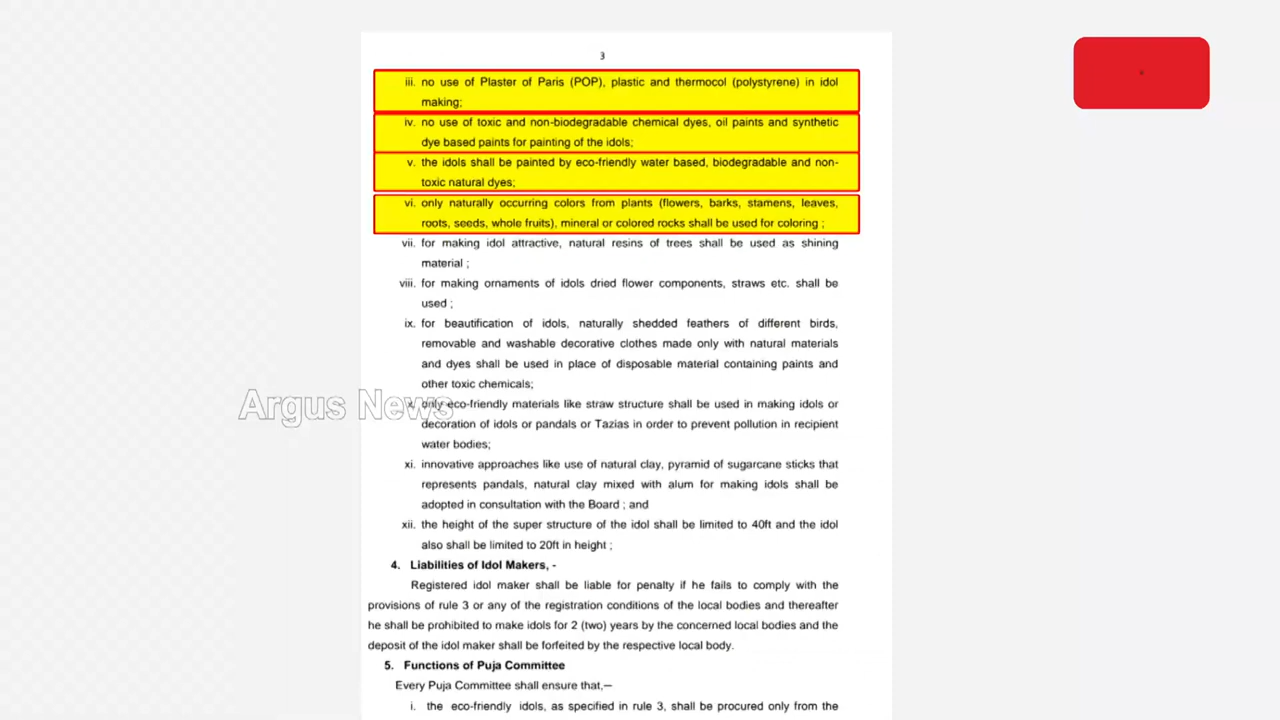 3
iii. no use of Plaster of Paris (POP), plastic and thermocol (polystyrene) in idol
making;
iv. no use of toxic and non-biodegradable chemical dyes, oil paints and synthetic
dye based paints for painting of the idols;
v. the idols shall be painted by eco-friendly water based, biodegradable and non-
toxic natural dyes;
vi. only naturally occurring colors from plants (flowers, barks, stamens, leaves,
roots, seeds, whole fruits), mineral or colored rocks shall be used for coloring ;
vii. for making idol attractive, natural resins of trees shall be used as shining
material ;
viii. for making ornaments of idols dried flower components, straws etc. shall be
used ;
ix. for beautification of idols, naturally shedded feathers of different birds,
removable and washable decorative clothes made only with natural materials
and dyes shall be used in place of disposable material containing paints and
other toxic chemicals;
Argus News
x. only eco-friendly materials like straw structure shall be used in making idols or
decoration of idols or pandals or Tazias in order to prevent pollution in recipient
water bodies;
xi. innovative approaches like use of natural clay, pyramid of sugarcane sticks that
represents pandals, natural clay mixed with alum for making idols shall be
adopted in consultation with the Board ; and
xii. the height of the super structure of the idol shall be limited to 40ft and the idol
also shall be limited to 20ft in height ;
4. Liabilities of Idol Makers, -
Registered idol maker shall be liable for penalty if he fails to comply with the
provisions of rule 3 or any of the registration conditions of the local bodies and thereafter
he shall be prohibited to make idols for 2 (two) years by the concerned local bodies and the
deposit of the idol maker shall be forfeited by the respective local body.
5. Functions of Puja Committee
Every Puja Committee shall ensure that,—
i. the eco-friendly idols, as specified in rule 3, shall be procured only from the